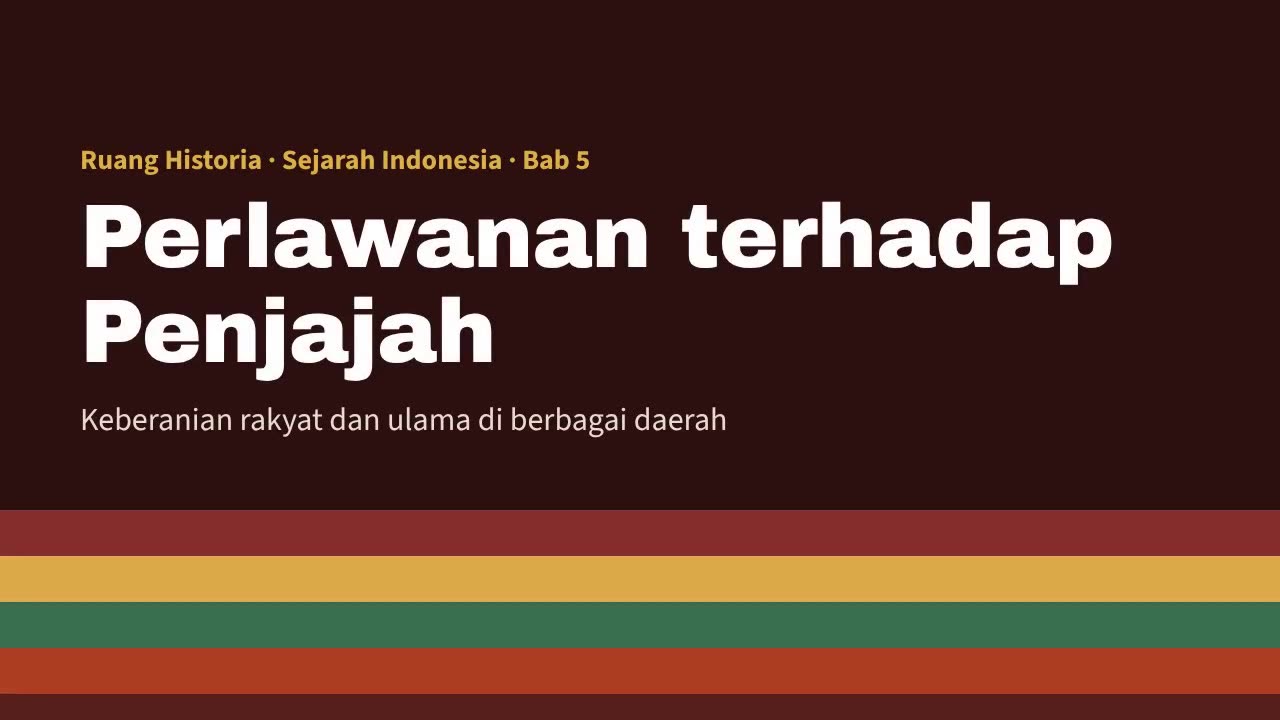 Ruang Historia · Sejarah Indonesia · Bab 5
Perlawanan terhadap
Penjajah
Keberanian rakyat dan ulama di berbagai daerah